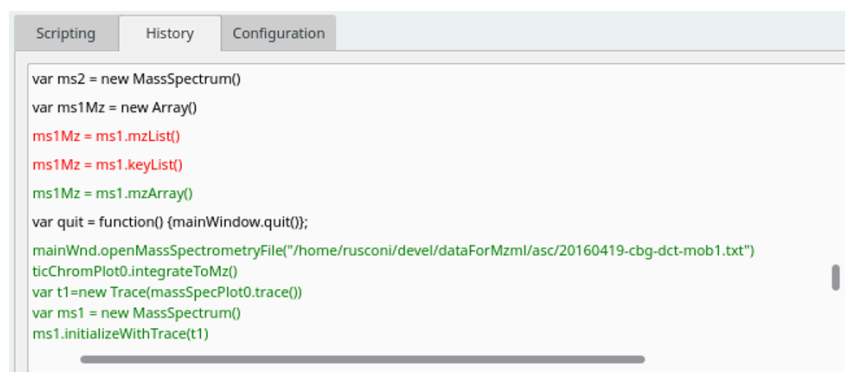 Scripting History Configuration
var ms2 = new MassSpectrum()
var ms1Mz = new Array()
ms1Mz = ms1.mzList()
ms1Mz = ms1.keyList()
ms1Mz = ms1.mzArray()
var quit = function() {mainWindow.quit()};
mainWnd.openMassSpectrometryFile("/home/rusconi/devel/dataForMzml/asc/20160419-cbg-dct-mob1.txt")
ticChromPlot0.integrateToMz()
var t1=new Trace(massSpecPlot0.trace())
var ms1 = new MassSpectrum()
ms1.initializeWithTrace(t1)